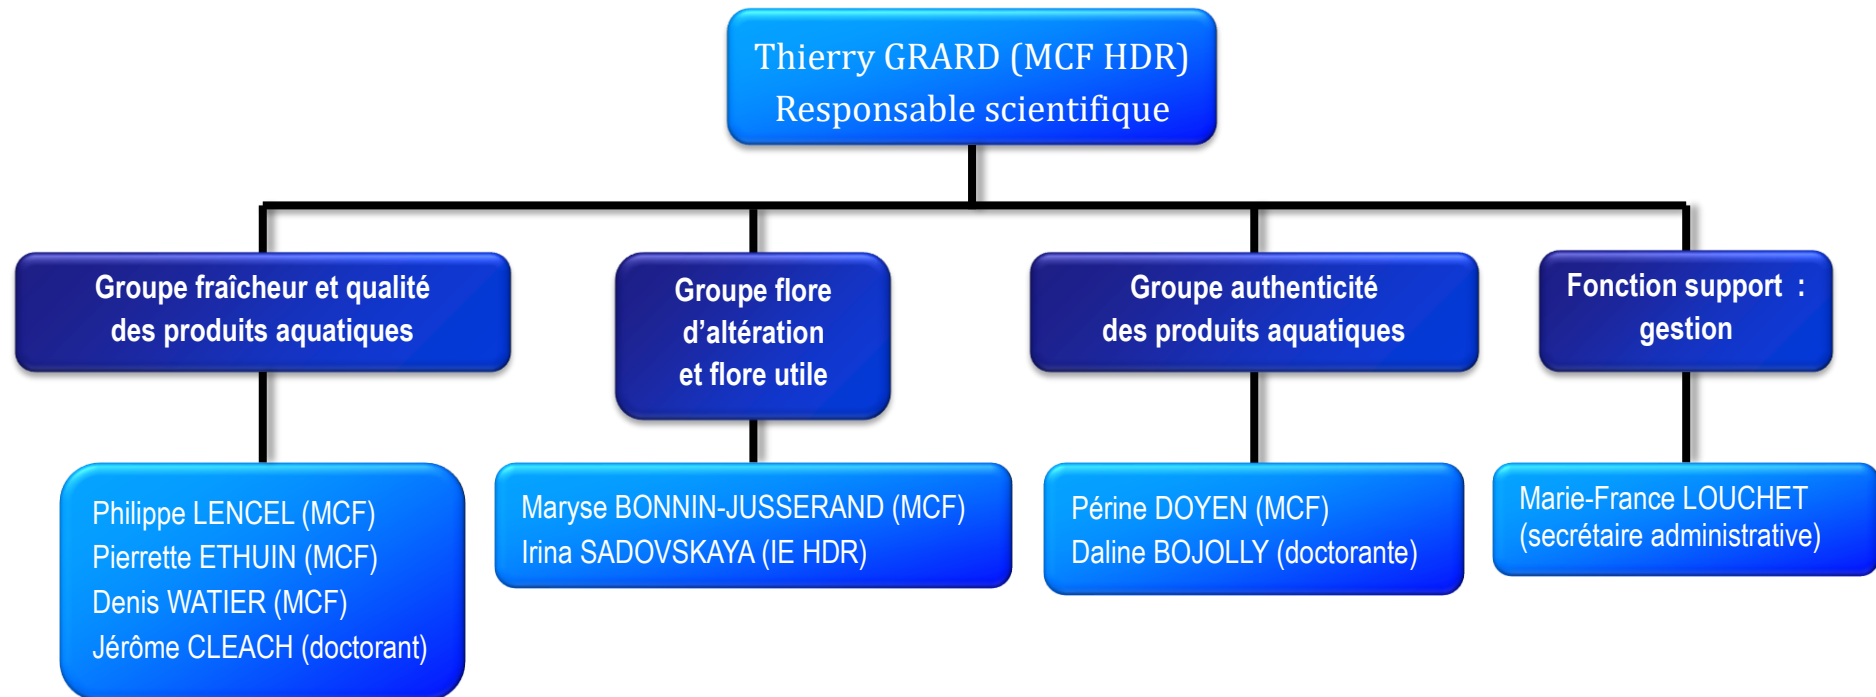 Thierry GRARD (MCF HDR)
Responsable scientifique
Groupe fraîcheur et qualité
des produits aquatiques
Groupe flore
d’altération
et flore utile
Groupe authenticité
des produits aquatiques
Fonction support :
gestion
Philippe LENCEL (MCF)
Pierrette ETHUIN (MCF)
Denis WATIER (MCF)
Jérôme CLEACH (doctorant)
Maryse BONNIN-JUSSERAND (MCF)
Irina SADOVSKAYA (IE HDR)
Périne DOYEN (MCF)
Daline BOJOLLY (doctorante)
Marie-France LOUCHET
(secrétaire administrative)